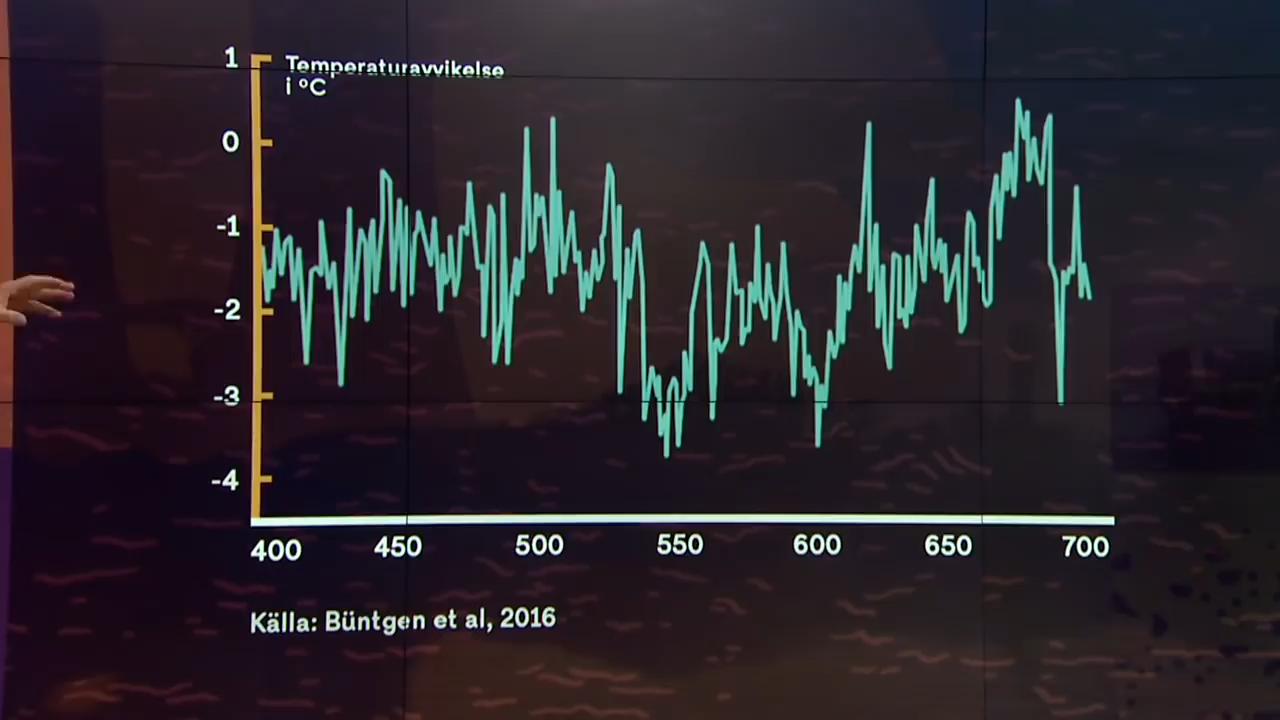 1
Temperaturavvikelse
i °C
0
-1
-2
-3
-4
400 450 500 550 600 650 700
Källa: Büntgen et al, 2016